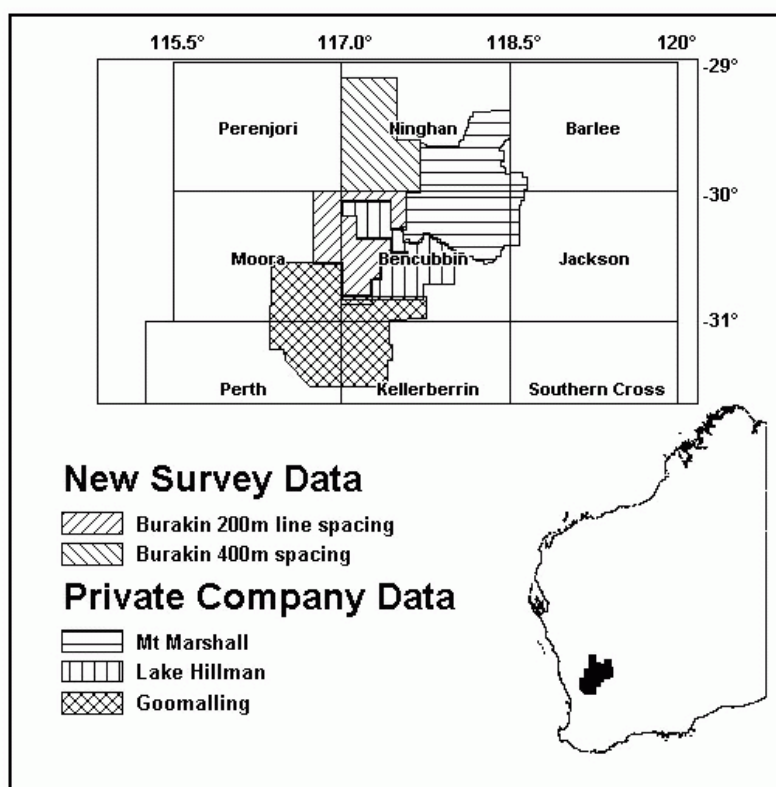 115.5° 117.0° 118.5° 120°
-29°
Perenjori Ninghan Barlee
-30°
Moora Bencubbin Jackson
-31°
Perth Kellerberrin Southern Cross
New Survey Data
Burakin 200m line spacing
Burakin 400m spacing
Private Company Data
Mt Marshall
Lake Hillman
Goomalling